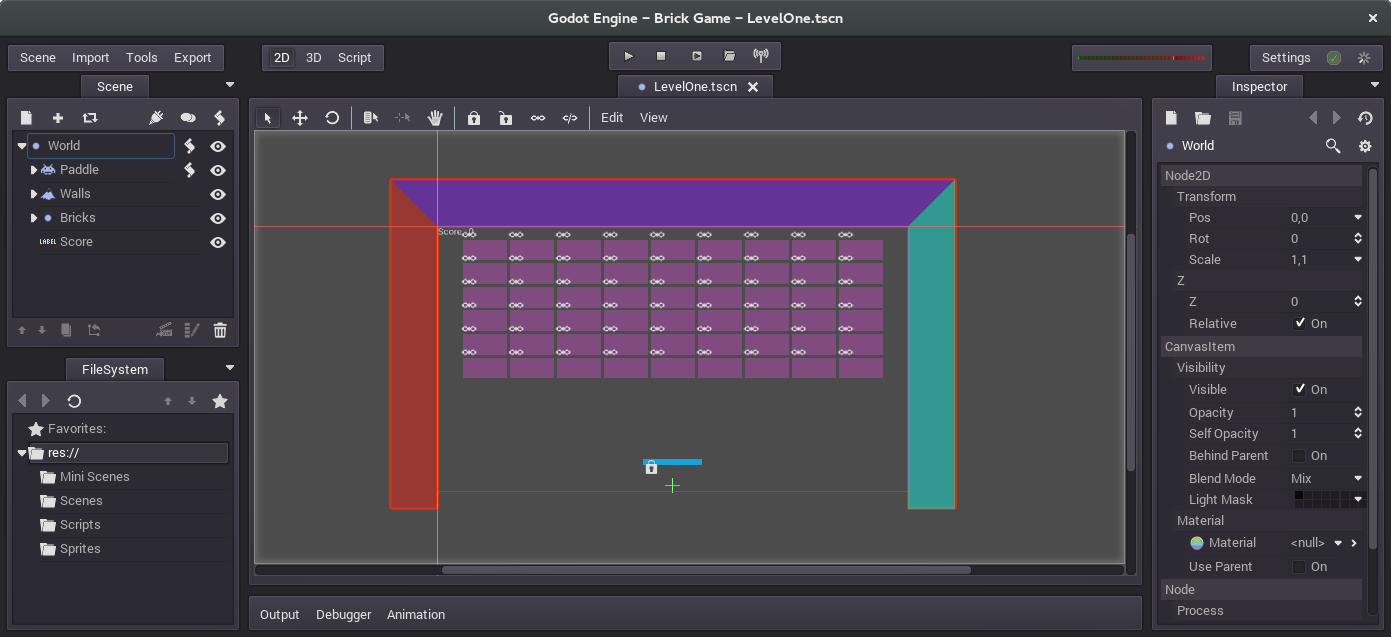 Godot Engine – Brick Game – LevelOne.tscn
Scene Import Tools Export
2D 3D Script
Settings
Scene
LevelOne.tscn
Inspector
Edit View
World
Paddle
Walls
Bricks
LABEL Score
FileSystem
Favorites:
res://
Mini Scenes
Scenes
Scripts
Sprites
Score: 0
Output Debugger Animation
World
Node2D
Transform
Pos 0,0
Rot 0
Scale 1,1
Z
Z 0
Relative On
CanvasItem
Visibility
Visible On
Opacity 1
Self Opacity 1
Behind Parent On
Blend Mode Mix
Light Mask
Material
Material <null>
Use Parent On
Node
Process